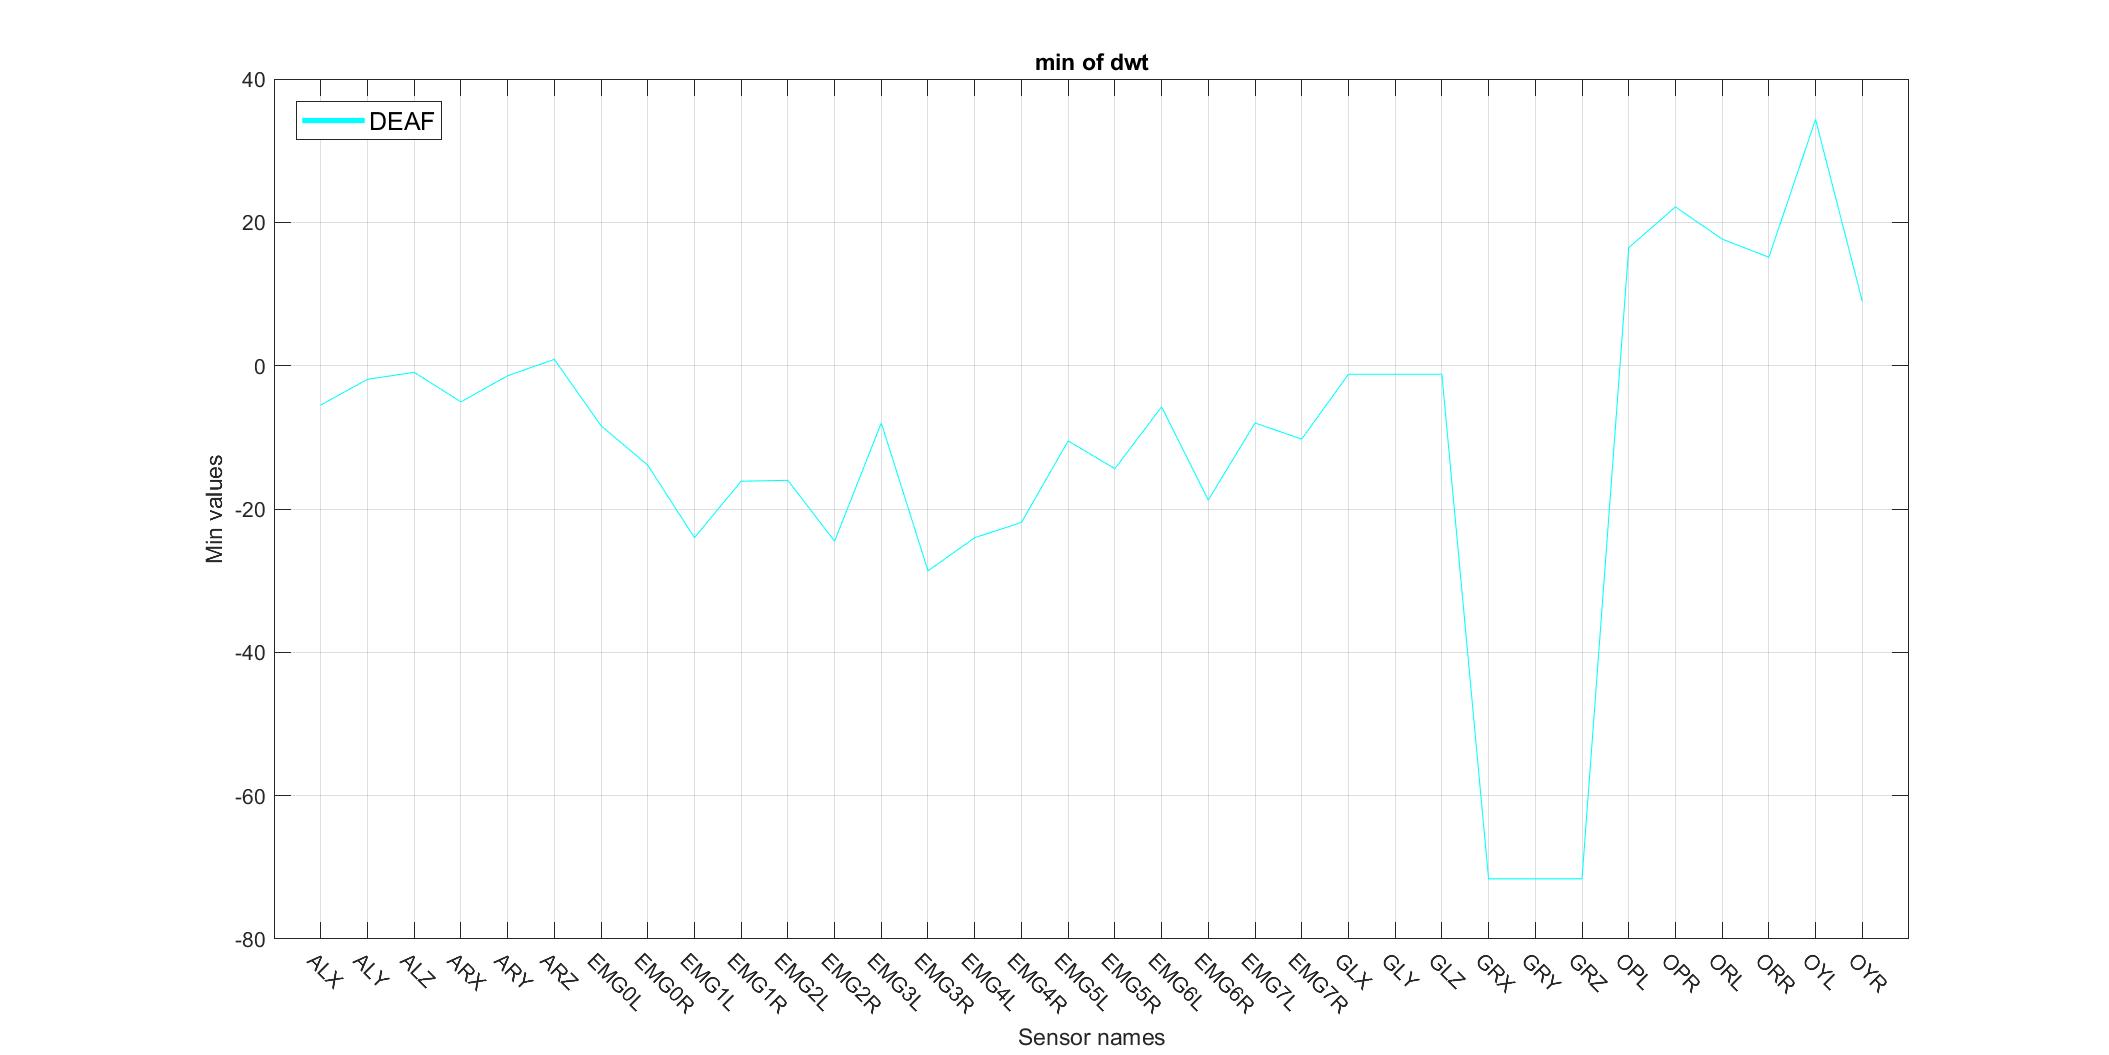 min of dwt
DEAF
40
20
0
-20
-40
-60
-80
Min values
ALX
ALY
ALZ
ARX
ARY
ARZ
EMG0L
EMG0R
EMG1L
EMG1R
EMG2L
EMG2R
EMG3L
EMG3R
EMG4L
EMG4R
EMG5L
EMG5R
EMG6L
EMG6R
EMG7L
EMG7R
GLX
GLY
GLZ
GRX
GRY
GRZ
OPL
OPR
ORL
ORR
OYL
OYR
Sensor names